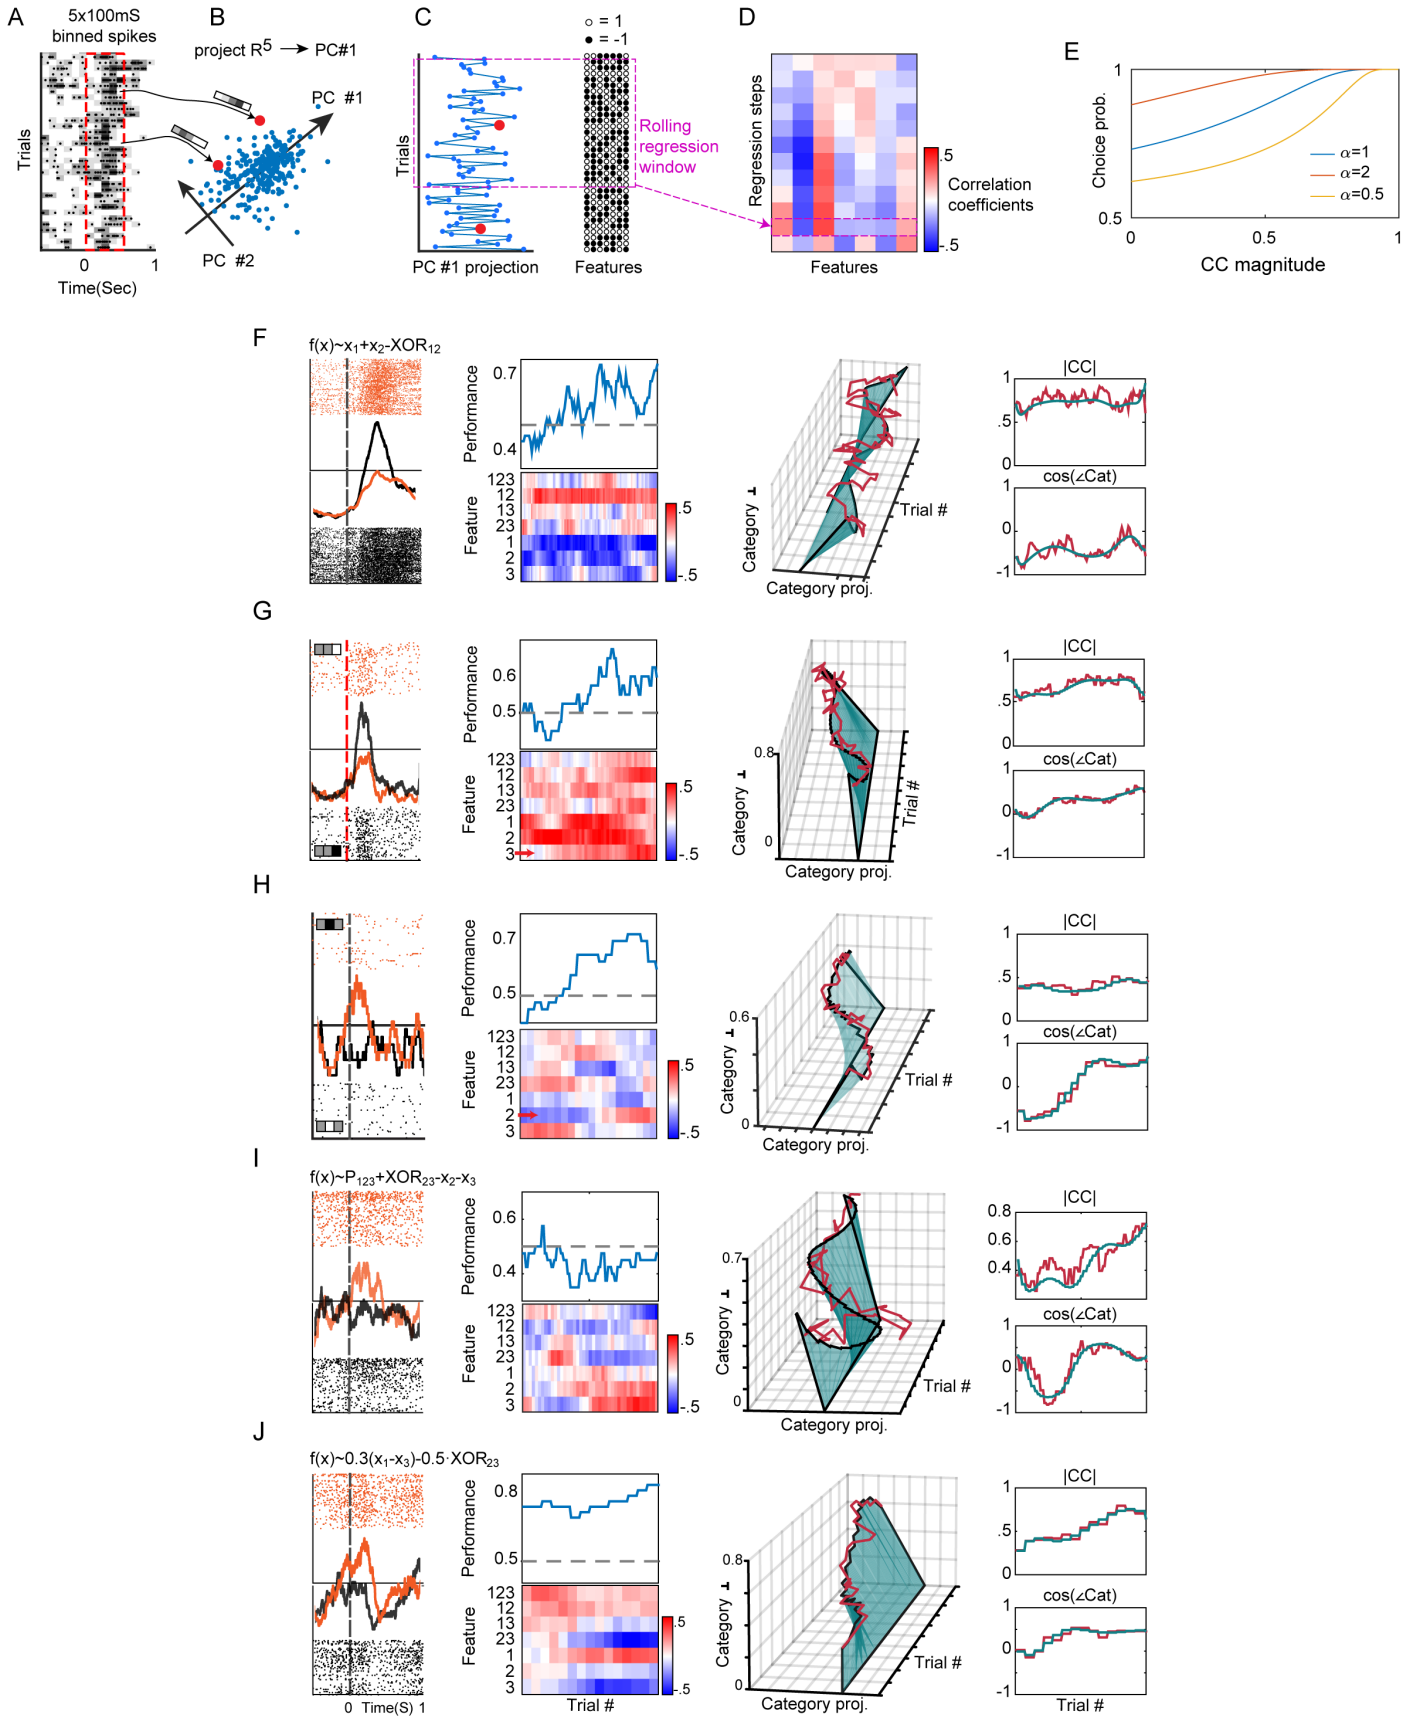 A
5x100mS
binned spikes
Trials
0
1
Time(Sec)
B
project R5 → PC#1
PC #1
PC #2
C
= 1
= -1
Trials
Rolling
regression
window
PC #1 projection
Features
D
Regression steps
.5
Correlation
coefficients
-.5
Features
E
Choice prob.
1
0.5
α=1
α=2
α=0.5
0
0.5
1
CC magnitude
F
f(x)~x1+x2-XOR12
Performance
0.7
0.4
Feature
123
12
13
23
1
2
3
.5
-.5
Category ⊥
Trial #
Category proj.
|CC|
1
.5
0
cos(∠Cat)
1
0
-1
G
Performance
0.6
0.5
Feature
123
12
13
23
1
2
3
.5
-.5
0.8
Category ⊥
0
Trial #
Category proj.
|CC|
1
.5
0
cos(∠Cat)
1
0
-1
H
Performance
0.7
0.5
Feature
123
12
13
23
1
2
3
.5
-.5
0.6
Category ⊥
0
Trial #
Category proj.
|CC|
1
.5
0
cos(∠Cat)
1
0
-1
I
f(x)~P123+XOR23-x2-x3
Performance
0.6
0.4
Feature
123
12
13
23
1
2
3
.5
-.5
0.7
Category ⊥
0
Trial #
Category proj.
|CC|
0.8
0.6
0.4
cos(∠Cat)
1
0
-1
J
f(x)~0.3(x1-x3)-0.5·XOR23
0
Time(S)
1
Performance
0.8
0.5
Feature
123
12
13
23
1
2
3
Trial #
.5
-.5
0.8
Category ⊥
0
Trial #
Category proj.
|CC|
1
.5
0
cos(∠Cat)
1
0
-1
Trial #